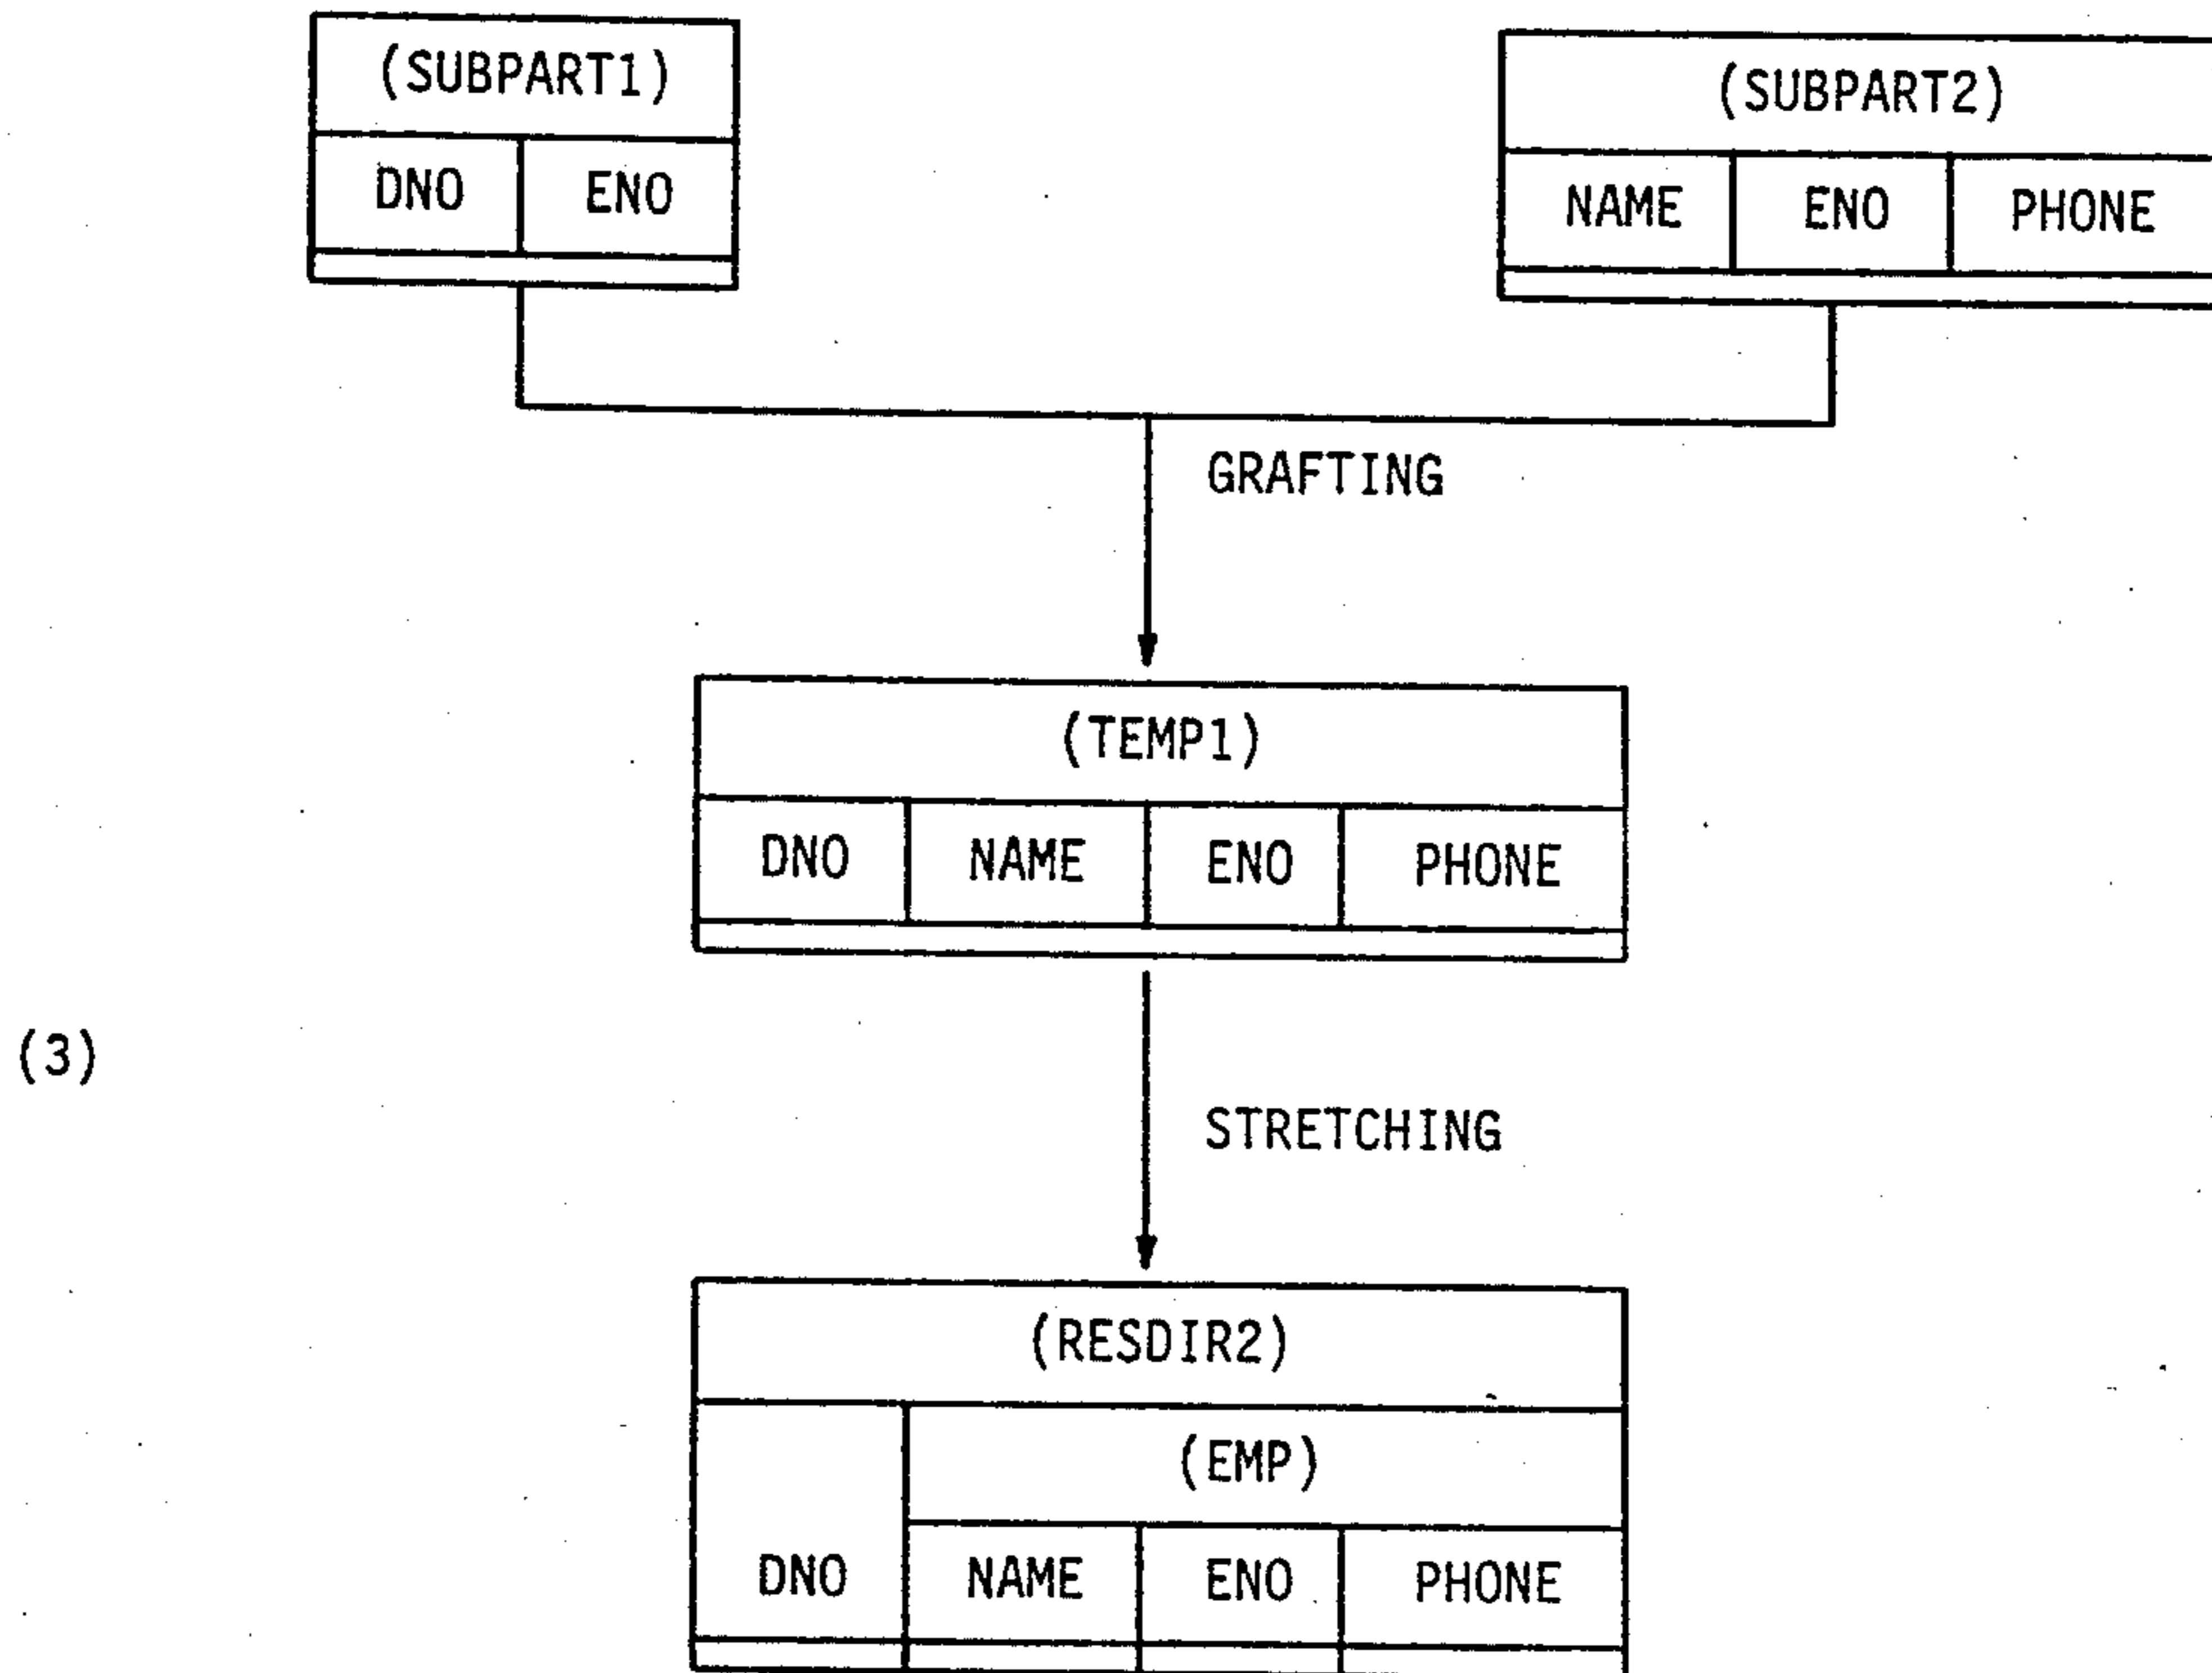 (SUBPART1)
DNO ENO
(SUBPART2)
NAME ENO PHONE
GRAFTING
(TEMP1)
DNO NAME ENO PHONE
(3)
STRETCHING
(RESDIR2)
(EMP)
DNO NAME ENO PHONE